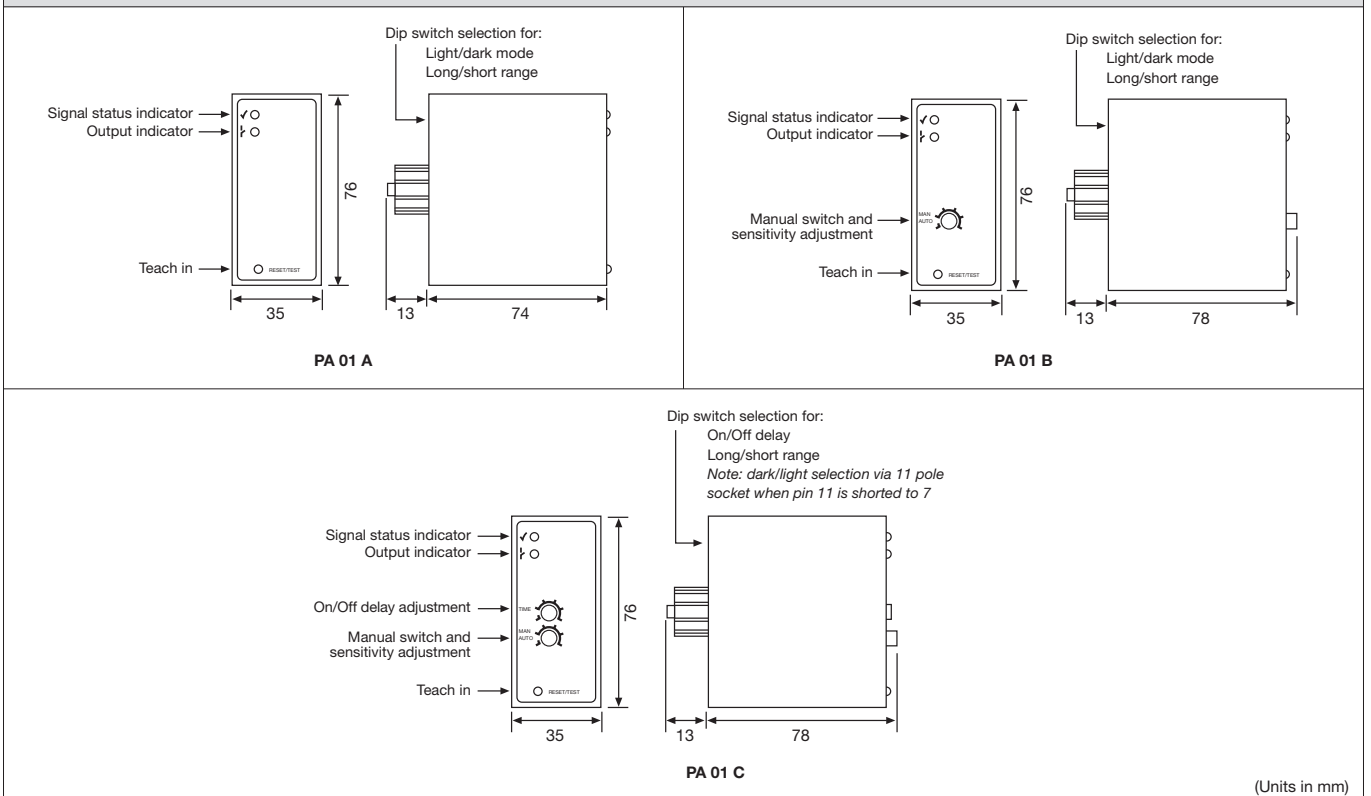 Dip switch selection for:
Light/dark mode
Long/short range
Signal status indicator
Output indicator
76
Teach in
RESET/TEST
35
13
74
PA 01 A
Dip switch selection for:
Light/dark mode
Long/short range
Signal status indicator
Output indicator
76
Manual switch and
sensitivity adjustment
MAN
AUTO
Teach in
RESET/TEST
35
13
78
PA 01 B
Dip switch selection for:
On/Off delay
Long/short range
Note: dark/light selection via 11 pole
socket when pin 11 is shorted to 7
Signal status indicator
Output indicator
76
On/Off delay adjustment
TIME
Manual switch and
sensitivity adjustment
MAN
AUTO
Teach in
RESET/TEST
35
13
78
PA 01 C
(Units in mm)